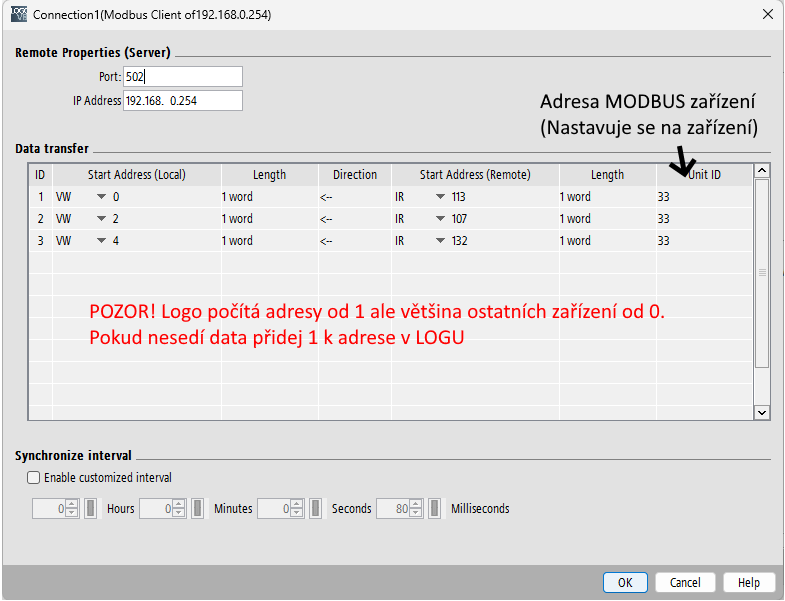 Connection1(Modbus Client of192.168.0.254)
Remote Properties (Server)
Port: 502
IP Address 192.168. 0.254
Adresa MODBUS zařízení
(Nastavuje se na zařízení)
Data transfer
ID Start Address (Local) Length Direction Start Address (Remote) Length Unit ID
1 VW 0 1 word <-- IR 113 1 word 33
2 VW 2 1 word <-- IR 107 1 word 33
3 VW 4 1 word <-- IR 132 1 word 33
POZOR! Logo počítá adresy od 1 ale většina ostatních zařízení od 0.
Pokud nesedí data přidej 1 k adrese v LOGU
Synchronize interval
Enable customized interval
0 Hours 0 Minutes 0 Seconds 80 Milliseconds
OK Cancel Help